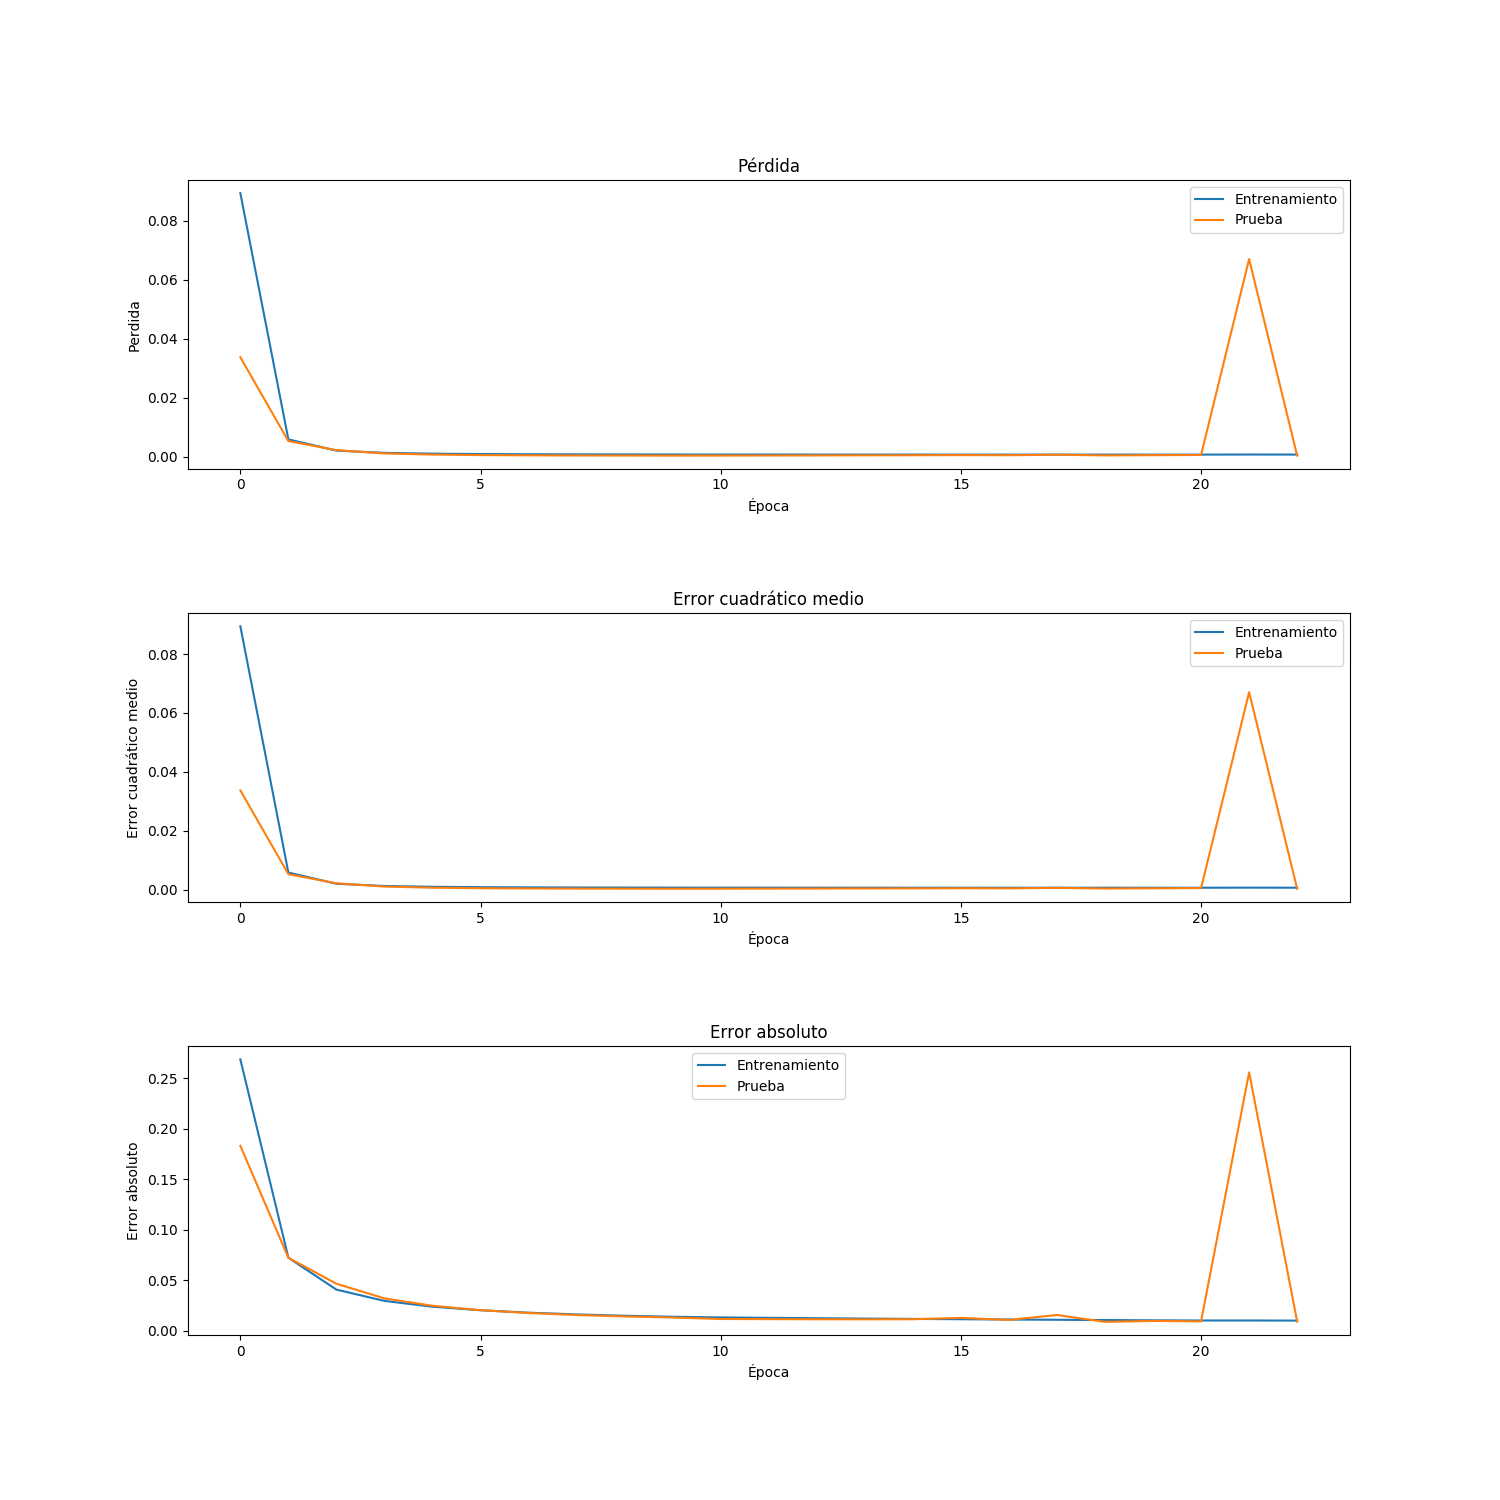 Pérdida
Entrenamiento
Prueba
0.08
0.06
0.04
0.02
0.00
Perdida
0 5 10 15 20
Época
Error cuadrático medio
Entrenamiento
Prueba
0.08
0.06
0.04
0.02
0.00
Error cuadrático medio
0 5 10 15 20
Época
Error absoluto
Entrenamiento
Prueba
0.25
0.20
0.15
0.10
0.05
0.00
Error absoluto
0 5 10 15 20
Época